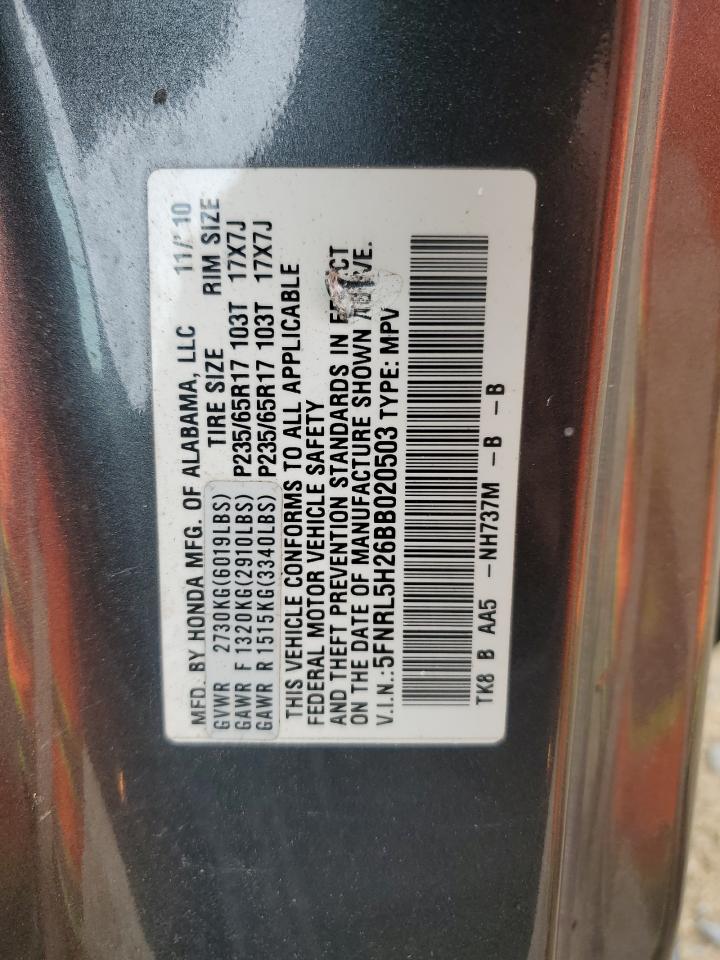 MFD. BY HONDA MFG. OF ALABAMA, LLC 11/'10
GVWR 2730KG(6019LBS) TIRE SIZE RIM SIZE
GAWR F 1320KG(2910LBS) P235/65R17 103T 17X7J
GAWR R 1515KG(3340LBS) P235/65R17 103T 17X7J
THIS VEHICLE CONFORMS TO ALL APPLICABLE
FEDERAL MOTOR VEHICLE SAFETY
AND THEFT PREVENTION STANDARDS IN
ON THE DATE OF MANUFACTURE SHOWN
V.I.N.:5FNRL5H26BB020503 TYPE: MPV
TK8 B AA5 -NH737M -B -B